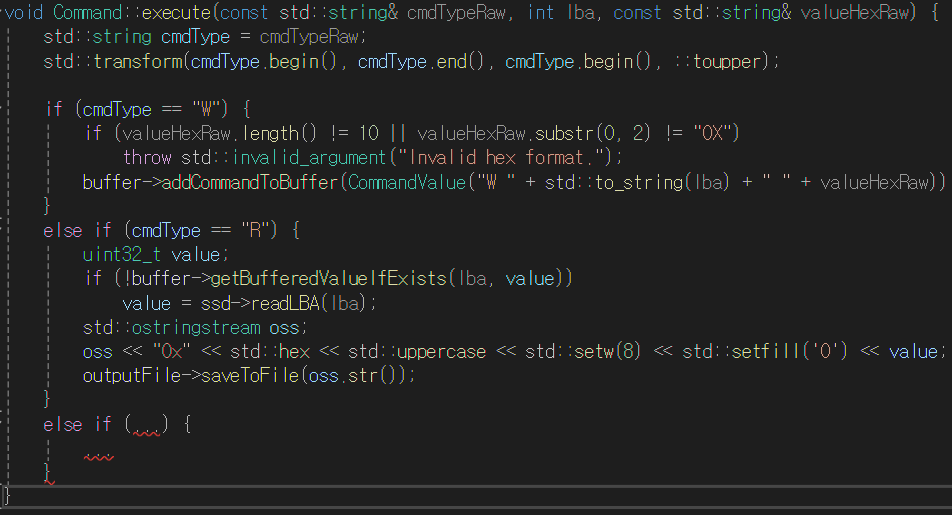 void Command::execute(const std::string& cmdTypeRaw, int lba, const std::string& valueHexRaw) {
    std::string cmdType = cmdTypeRaw;
    std::transform(cmdType.begin(), cmdType.end(), cmdType.begin(), ::toupper);
    if (cmdType == "W") {
        if (valueHexRaw.length() != 10 || valueHexRaw.substr(0, 2) != "0X")
            throw std::invalid_argument("Invalid hex format.");
        buffer->addCommandToBuffer(CommandValue("W " + std::to_string(lba) + " " + valueHexRaw))
    }
    else if (cmdType == "R") {
        uint32_t value;
        if (!buffer->getBufferedValueIfExists(lba, value))
            value = ssd->readLBA(lba);
        std::ostringstream oss;
        oss << "0x" << std::hex << std::uppercase << std::setw(8) << std::setfill('0') << value;
        outputFile->saveToFile(oss.str());
    }
    else if (...) {
        ...
    }
}